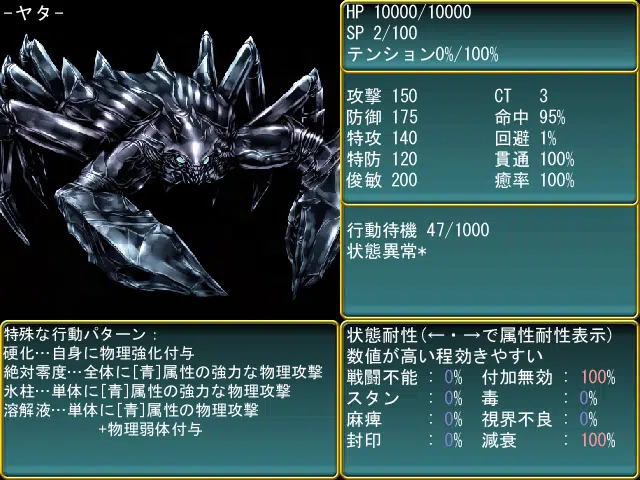 -ヤタ-
HP 10000/10000
SP 2/100
テンション0%/100%
攻撃 150 CT 3
防御 175 命中 95%
特攻 140 回避 1%
特防 120 貫通 100%
俊敏 200 癒率 100%
行動待機 47/1000
状態異常*
特殊な行動パターン:
硬化…自身に物理強化付与
絶対零度…全体に[青]属性の強力な物理攻撃
氷柱…単体に[青]属性の強力な物理攻撃
溶解液…単体に[青]属性の物理攻撃
+物理弱体付与
状態耐性(←・→で属性耐性表示)
数値が高い程効きやすい
戦闘不能 : 0% 付加無効 : 100%
スタン : 0% 毒 : 0%
麻痺 : 0% 視界不良 : 0%
封印 : 0% 減衰 : 100%